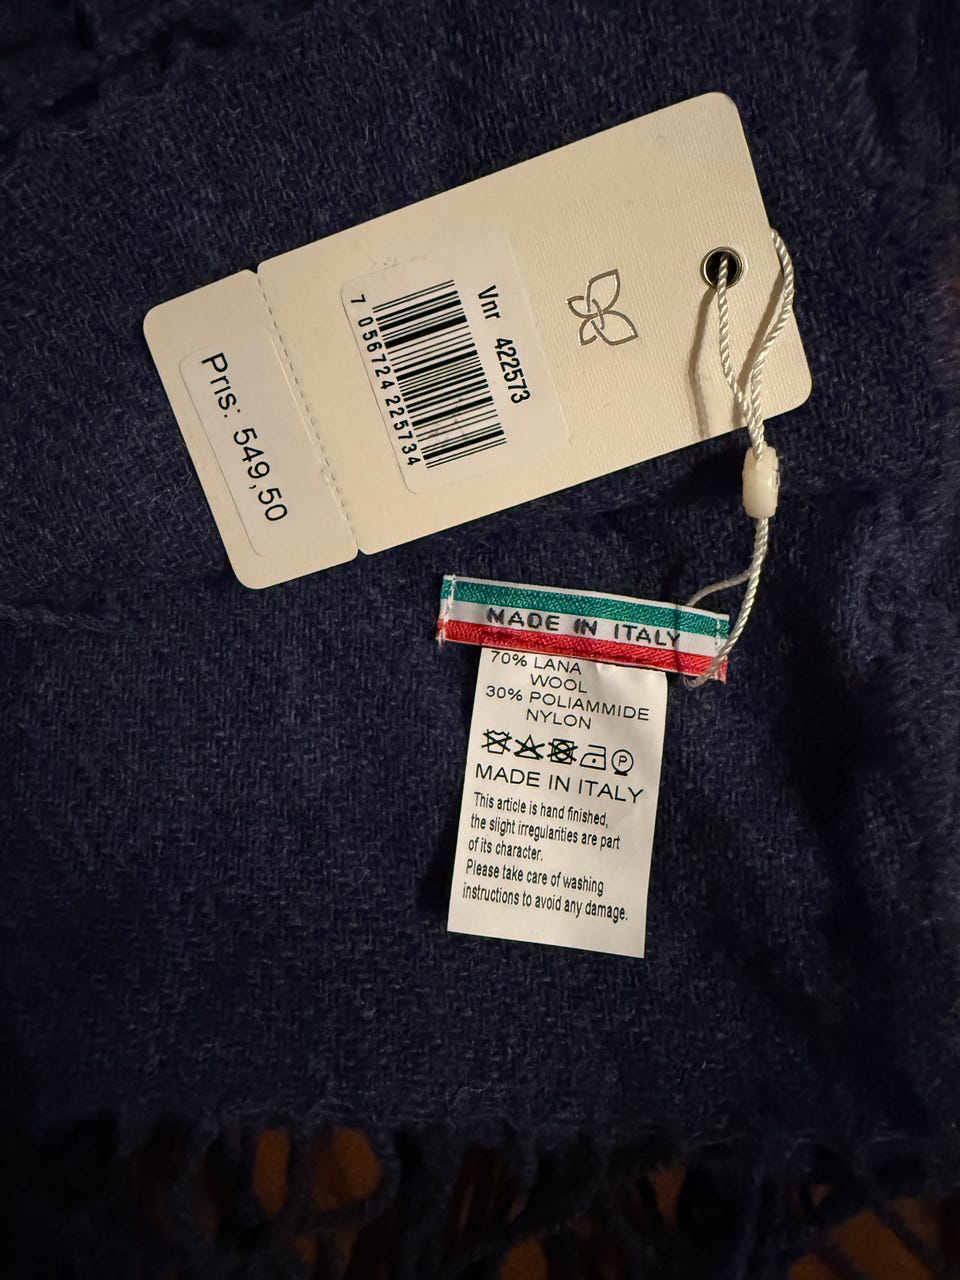 Vnr 422573
7 056724 225734
Pris: 549,50
MADE IN ITALY
70% LANA
WOOL
30% POLIAMMIDE
NYLON
P
MADE IN ITALY
This article is hand finished,
the slight irregularities are part
of its character.
Please take care of washing
instructions to avoid any damage.